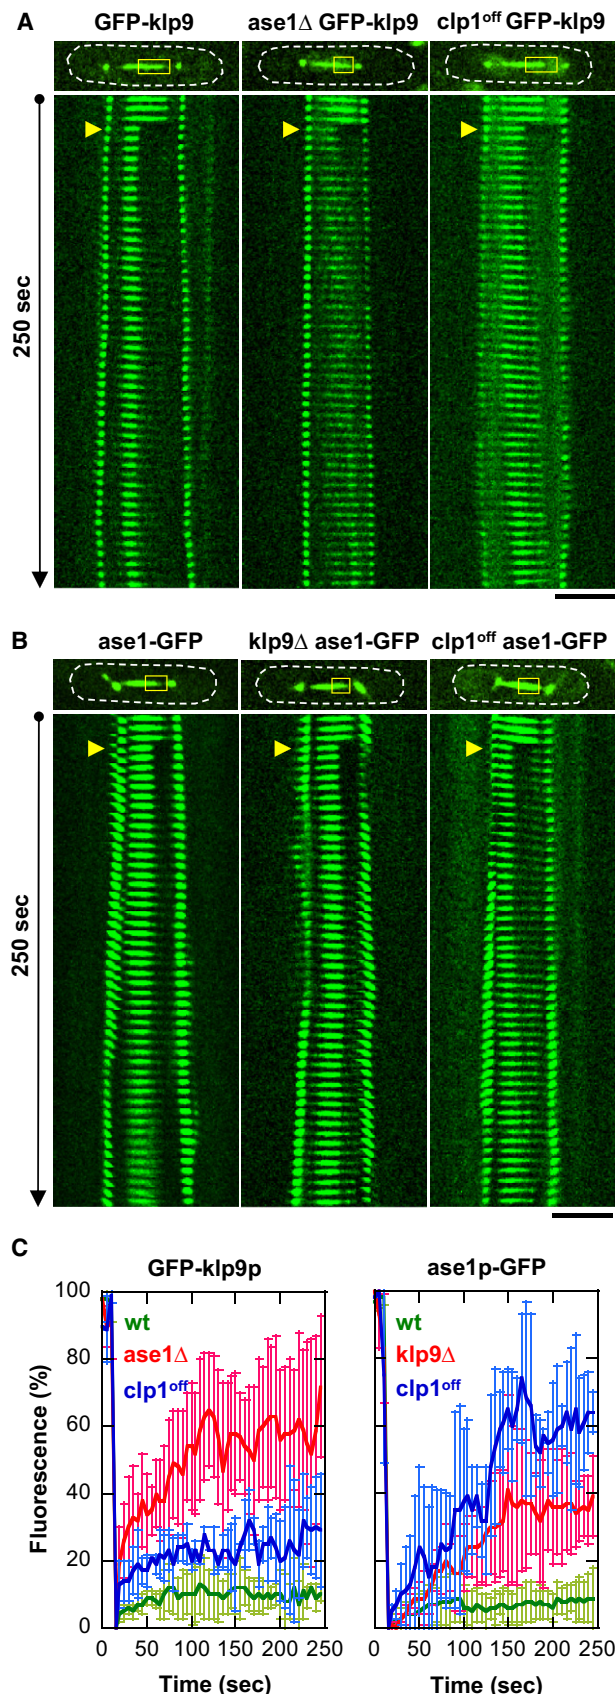 A
GFP-klp9
ase1Δ GFP-klp9
clp1off GFP-klp9
250 sec
B
ase1-GFP
klp9Δ ase1-GFP
clp1off ase1-GFP
250 sec
C
GFP-klp9p
ase1p-GFP
Fluorescence (%)
100
80
60
40
20
0
wt
ase1Δ
clp1off
wt
klp9Δ
clp1off
0 50 100 150 200 250
0 50 100 150 200 250
Time (sec)
Time (sec)